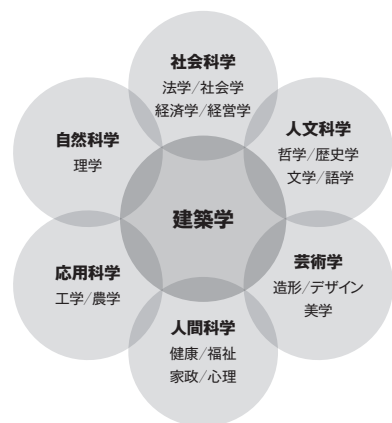 社会科学
法学/社会学
経済学/経営学
人文科学
哲学/歴史学
文学/語学
自然科学
理学
建築学
芸術学
造形/デザイン
美学
応用科学
工学/農学
人間科学
健康/福祉
家政/心理